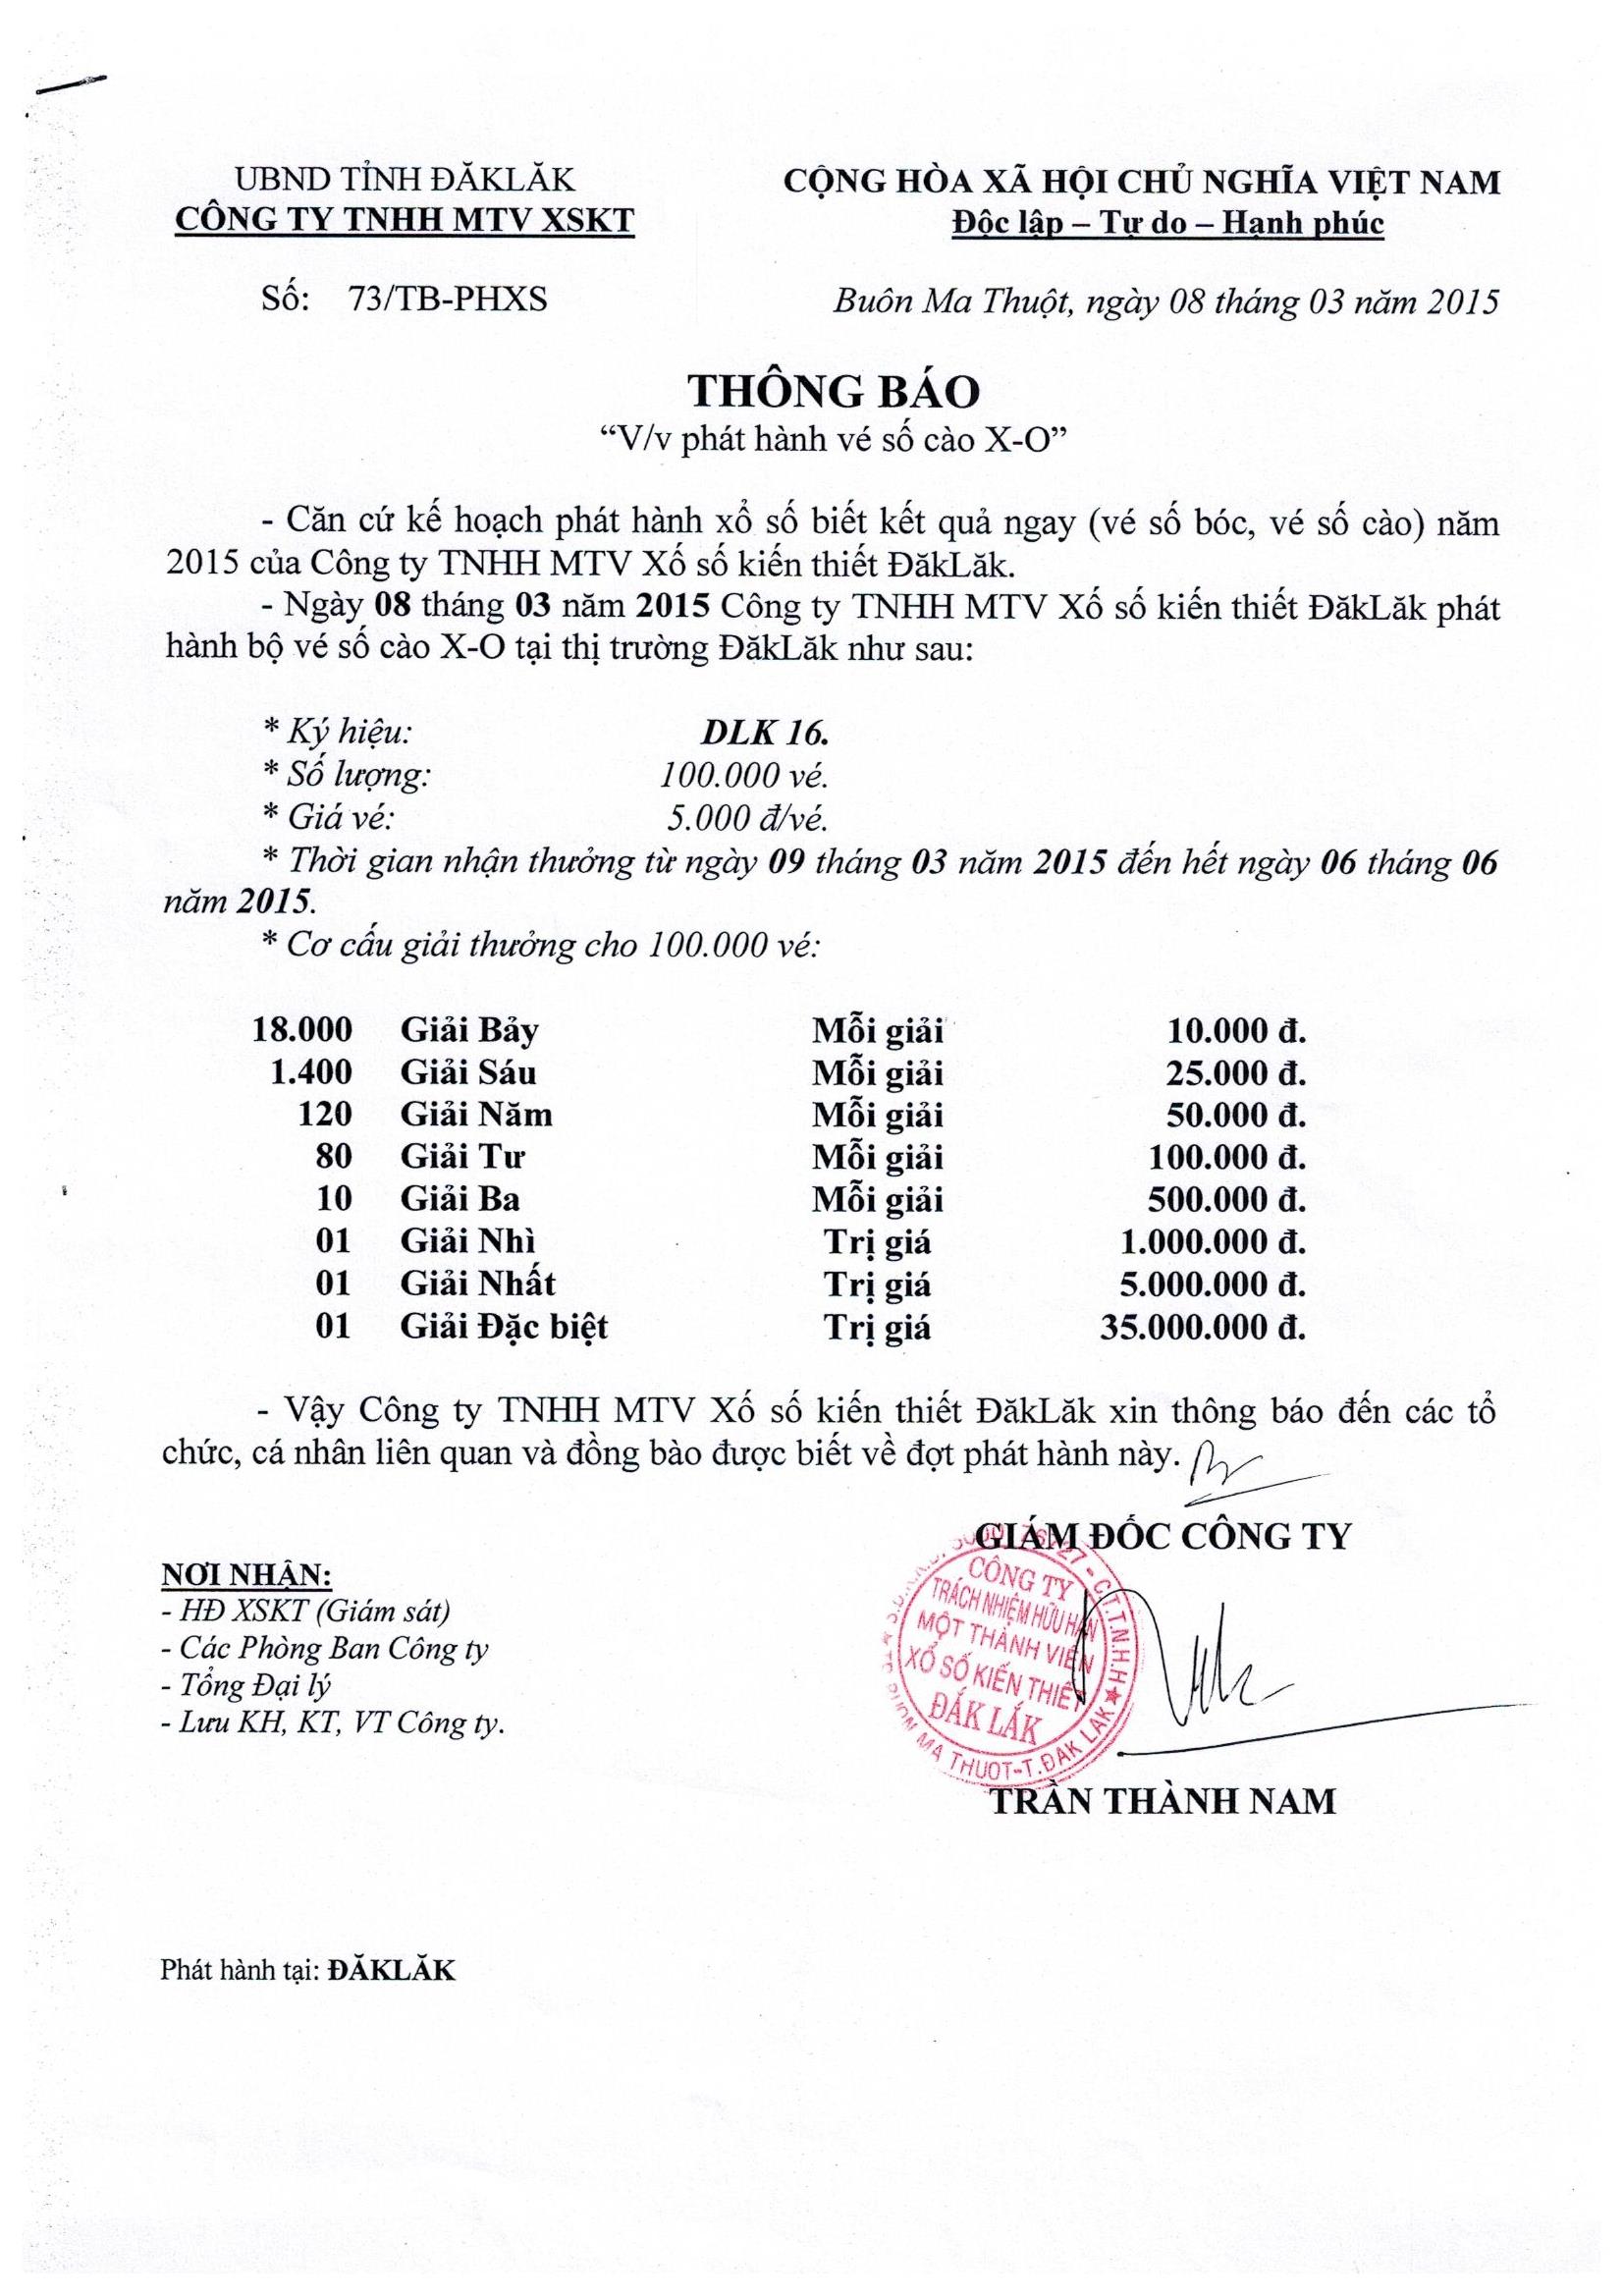 UBND TỈNH ĐĂKLĂK
CÔNG TY TNHH MTV XSKT
CỘNG HÒA XÃ HỘI CHỦ NGHĨA VIỆT NAM
Độc lập – Tự do – Hạnh phúc
Số: 73/TB-PHXS
Buôn Ma Thuột, ngày 08 tháng 03 năm 2015
THÔNG BÁO
“V/v phát hành vé số cào X-O”
- Căn cứ kế hoạch phát hành xổ số biết kết quả ngay (vé số bóc, vé số cào) năm
2015 của Công ty TNHH MTV Xố số kiến thiết ĐăkLăk.
- Ngày 08 tháng 03 năm 2015 Công ty TNHH MTV Xố số kiến thiết ĐăkLăk phát
hành bộ vé số cào X-O tại thị trường ĐăkLăk như sau:
* Ký hiệu: DLK 16.
* Số lượng: 100.000 vé.
* Giá vé: 5.000 đ/vé.
* Thời gian nhận thưởng từ ngày 09 tháng 03 năm 2015 đến hết ngày 06 tháng 06
năm 2015.
* Cơ cấu giải thưởng cho 100.000 vé:
18.000 Giải Bảy Mỗi giải 10.000 đ.
1.400 Giải Sáu Mỗi giải 25.000 đ.
120 Giải Năm Mỗi giải 50.000 đ.
80 Giải Tư Mỗi giải 100.000 đ.
10 Giải Ba Mỗi giải 500.000 đ.
01 Giải Nhì Trị giá 1.000.000 đ.
01 Giải Nhất Trị giá 5.000.000 đ.
01 Giải Đặc biệt Trị giá 35.000.000 đ.
- Vậy Công ty TNHH MTV Xố số kiến thiết ĐăkLăk xin thông báo đến các tổ
chức, cá nhân liên quan và đồng bào được biết về đợt phát hành này.
GIÁM ĐỐC CÔNG TY
NƠI NHẬN:
- HĐ XSKT (Giám sát)
- Các Phòng Ban Công ty
- Tổng Đại lý
- Lưu KH, KT, VT Công ty.
CÔNG TY
TRÁCH NHIỆM HỮU HẠN
MỘT THÀNH VIÊN
XỔ SỐ KIẾN THIẾT
ĐẮK LẮK
C.T.T.N.H.H
MA THUOT-T.ĐAK LAK
TRẦN THÀNH NAM
Phát hành tại: ĐĂKLĂK